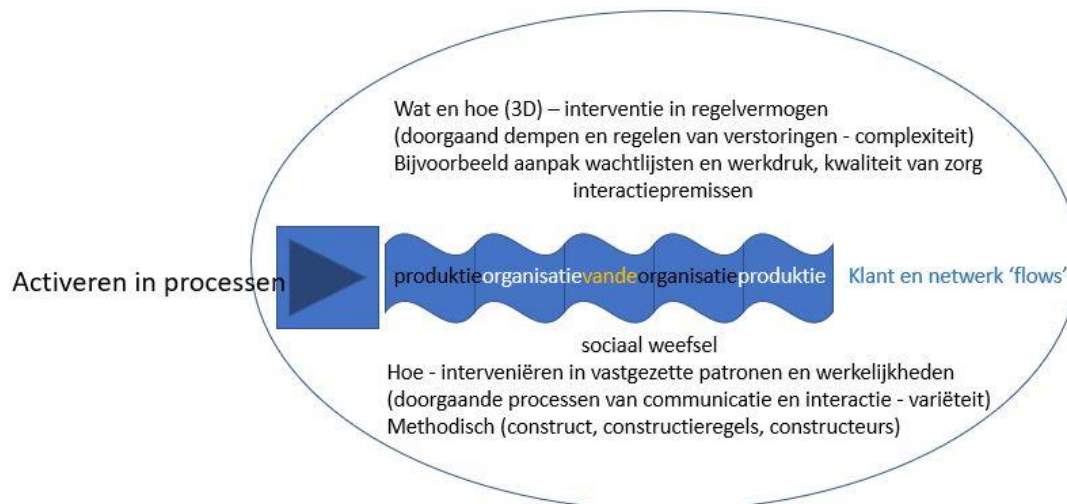 Wat en hoe (3D) – interventie in regelvermogen
(doorgaand dempen en regelen van verstoringen - complexiteit)
Bijvoorbeeld aanpak wachtlijsten en werkdruk, kwaliteit van zorg
interactiepremissen
Activeren in processen
produktieorganisatievandeorganisatieproduktie
Klant en netwerk ‘flows’
sociaal weefsel
Hoe - interveniëren in vastgezette patronen en werkelijkheden
(doorgaande processen van communicatie en interactie - variëteit)
Methodisch (construct, constructieregels, constructeurs)